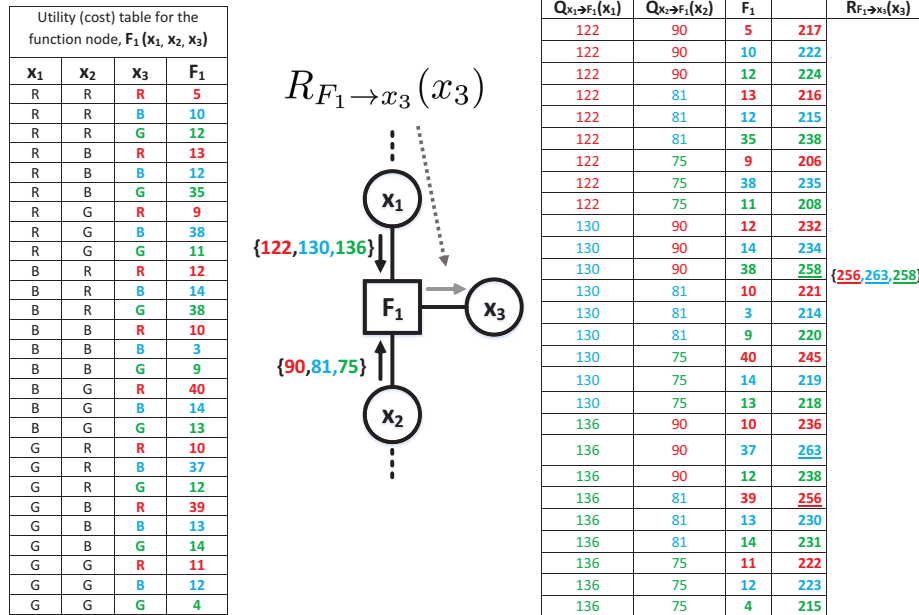 Utility (cost) table for the
function node, F₁ (x₁, x₂, x₃)
x₁ x₂ x₃ F₁
R R R 5
R R B 10
R R G 12
R B R 13
R B B 12
R B G 35
R G R 9
R G B 38
R G G 11
B R R 12
B R B 14
B R G 38
B B R 10
B B B 3
B B G 9
B G R 40
B G B 14
B G G 13
G R R 10
G R B 37
G R G 12
G B R 39
G B B 13
G B G 14
G G R 11
G G B 12
G G G 4
R_{F₁→x₃}(x₃)
x₁
{122,130,136}
F₁
x₃
{90,81,75}
x₂
Qx₁→F₁(x₁) Qx₂→F₁(x₂) F₁ RF₁→x₃(x₃)
122 90 5 217
122 90 10 222
122 90 12 224
122 81 13 216
122 81 12 215
122 81 35 238
122 75 9 206
122 75 38 235
122 75 11 208
130 90 12 232
130 90 14 234
130 90 38 258
{256,263,258}
130 81 10 221
130 81 3 214
130 81 9 220
130 75 40 245
130 75 14 219
130 75 13 218
136 90 10 236
136 90 37 263
136 90 12 238
136 81 39 256
136 81 13 230
136 81 14 231
136 75 11 222
136 75 12 223
136 75 4 215